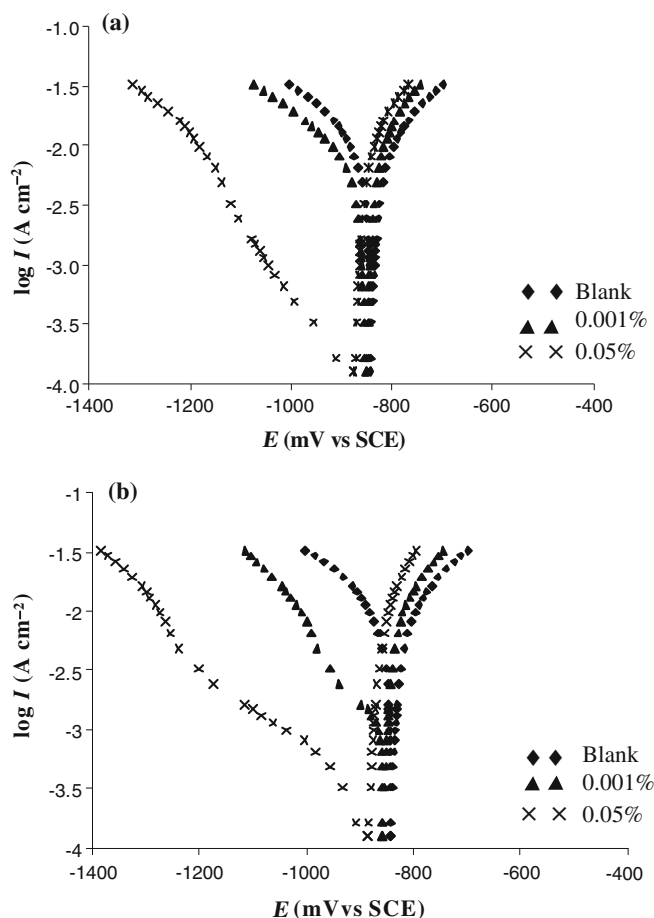 (a)
-1.0
-1.5
-2.0
-2.5
-3.0
-3.5
-4.0
log I (A cm⁻²)
-1400 -1200 -1000 -800 -600 -400
E (mV vs SCE)
Blank
0.001%
0.05%
(b)
-1
-1.5
-2
-2.5
-3
-3.5
-4
log I (A cm⁻²)
-1400 -1200 -1000 -800 -600 -400
E (mVvs SCE)
Blank
0.001%
0.05%